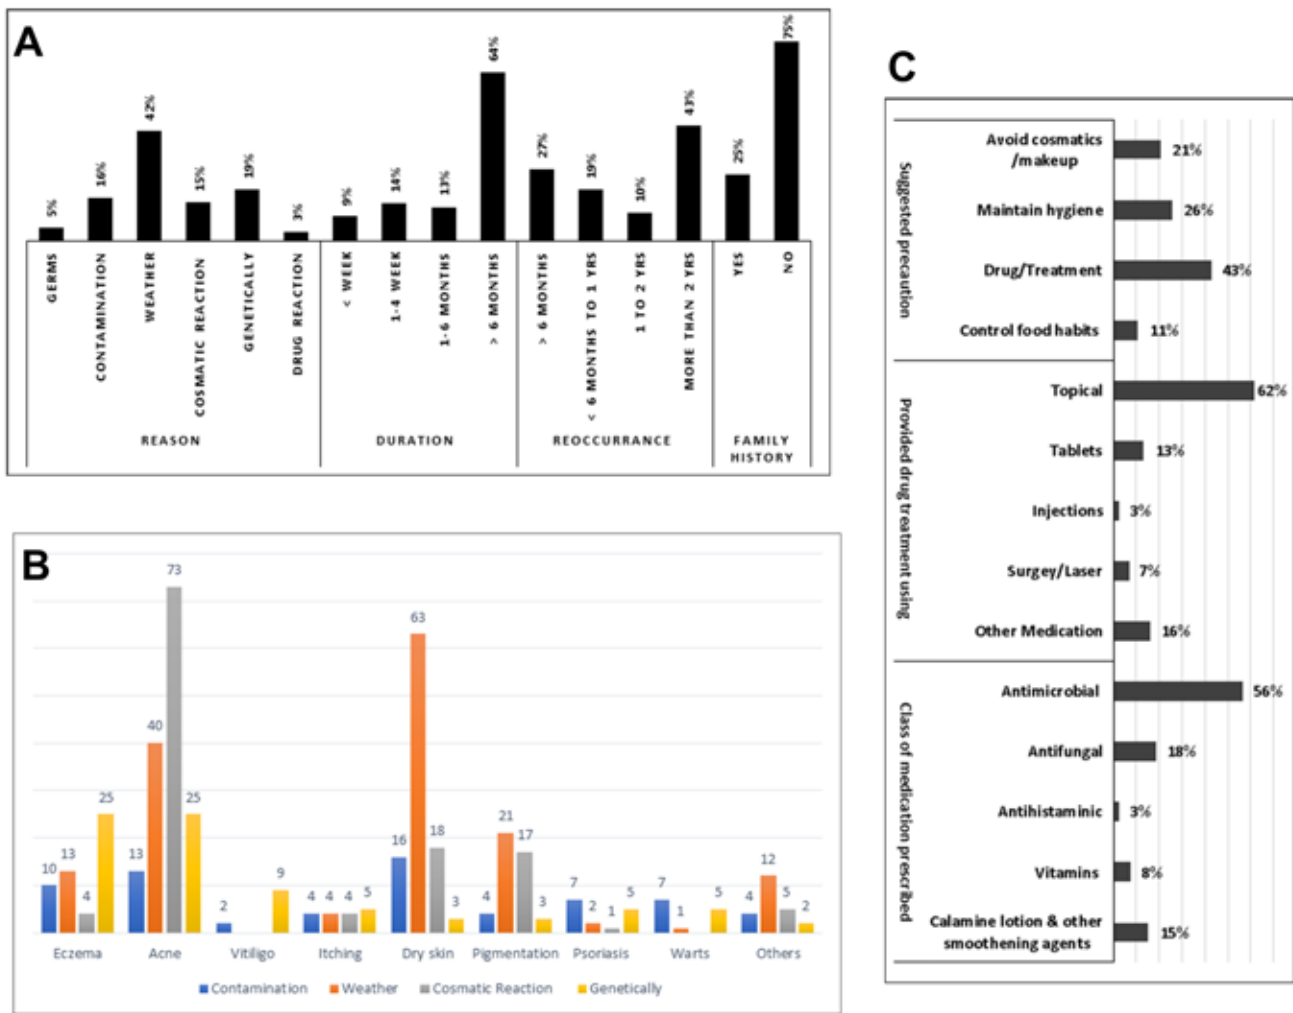 A
5%
16%
42%
15%
19%
3%
9%
14%
13%
64%
27%
19%
10%
43%
25%
75%
GERMS
CONTAMINATION
WEATHER
COSMATIC REACTION
GENETICALLY
DRUG REACTION
< WEEK
1-4 WEEK
1-6 MONTHS
> 6 MONTHS
> 6 MONTHS
< 6 MONTHS TO 1 YRS
1 TO 2 YRS
MORE THAN 2 YRS
YES
NO
REASON
DURATION
REOCCURRANCE
FAMILY
HISTORY
B
10
13
4
25
13
40
73
25
2
9
4
4
4
5
16
63
18
3
4
21
17
3
7
2
1
5
7
1
5
4
12
5
2
Eczema
Acne
Vitiligo
Itching
Dry skin
Pigmentation
Psoriasis
Warts
Others
Contamination
Weather
Cosmatic Reaction
Genetically
C
Suggested precaution
Avoid cosmatics
/makeup
21%
Maintain hygiene
26%
Drug/Treatment
43%
Control food habits
11%
Provided drug treatment using
Topical
62%
Tablets
13%
Injections
3%
Surgey/Laser
7%
Other Medication
16%
Class of medication prescribed
Antimicrobial
56%
Antifungal
18%
Antihistaminic
3%
Vitamins
8%
Calamine lotion & other
smoothening agents
15%